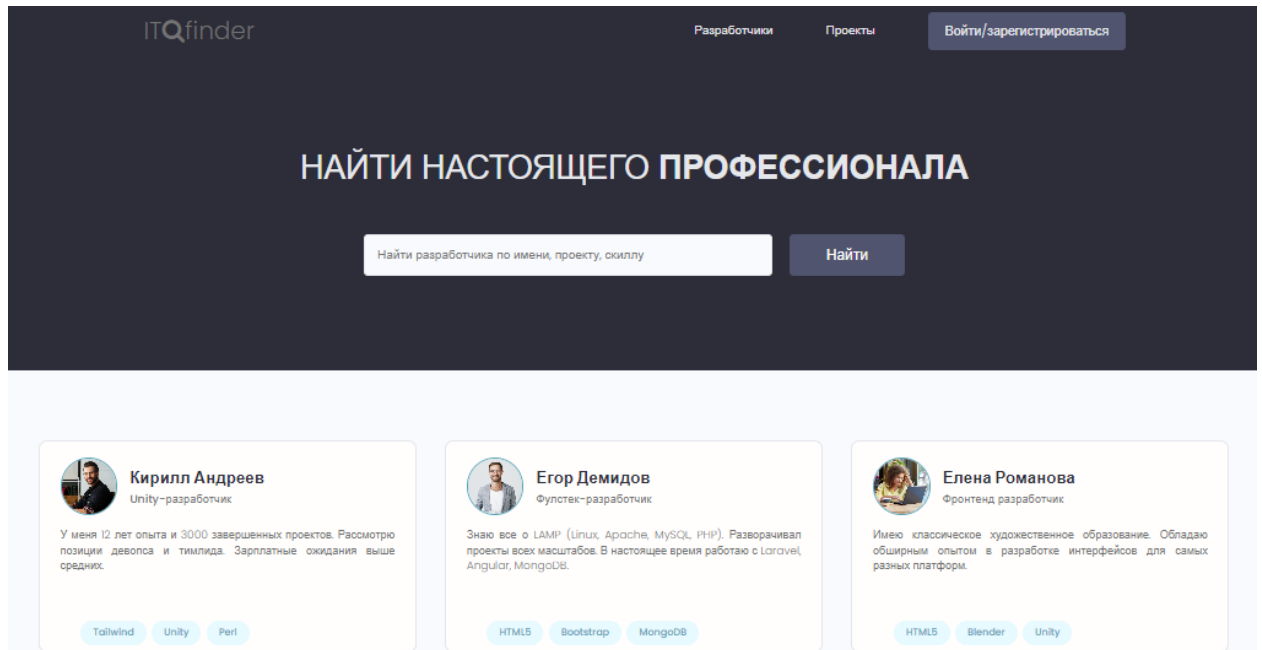 ITQfinder
Разработчики
Проекты
Войти/зарегистрироваться
НАЙТИ НАСТОЯЩЕГО ПРОФЕССИОНАЛА
Найти разработчика по имени, проекту, скиллу
Найти
Кирилл Андреев
Unity-разработчик
У меня 12 лет опыта и 3000 завершенных проектов. Рассмотрю
позиции девопса и тимлида. Зарплатные ожидания выше
средних.
Tailwind
Unity
Perl
Егор Демидов
Фулстек-разработчик
Знаю все о LAMP (Linux, Apache, MySQL, PHP). Разворачивал
проекты всех масштабов. В настоящее время работаю с Laravel,
Angular, MongoDB.
HTML5
Bootstrap
MongoDB
Елена Романова
Фронтенд разработчик
Имею классическое художественное образование. Обладаю
обширным опытом в разработке интерфейсов для самых
разных платформ.
HTML5
Blender
Unity